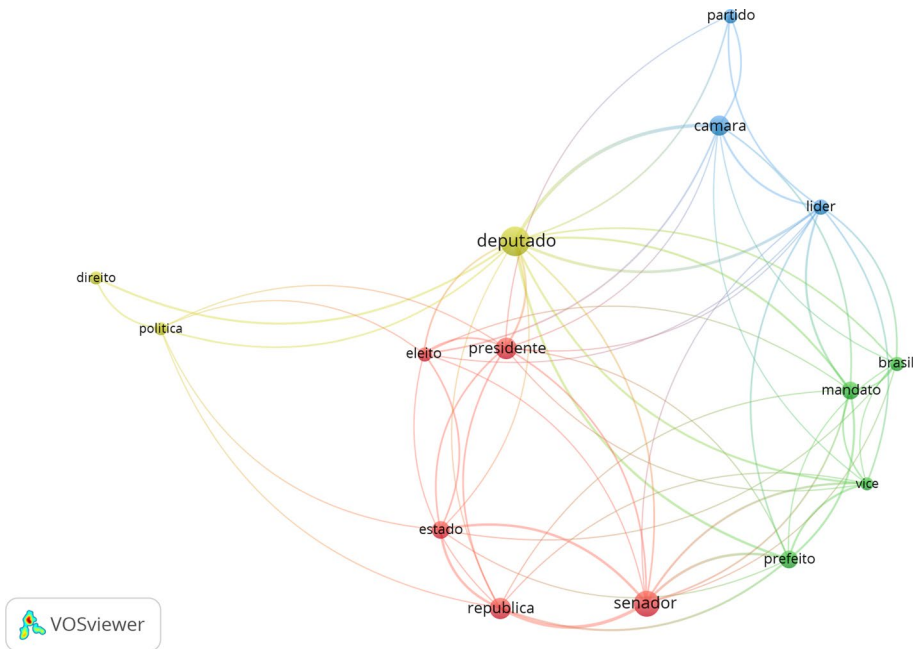 partido
camara
lider
deputado
direito
politica
eleito
presidente
brasil
mandato
vice
estado
prefeito
republica
senador
VOSviewer